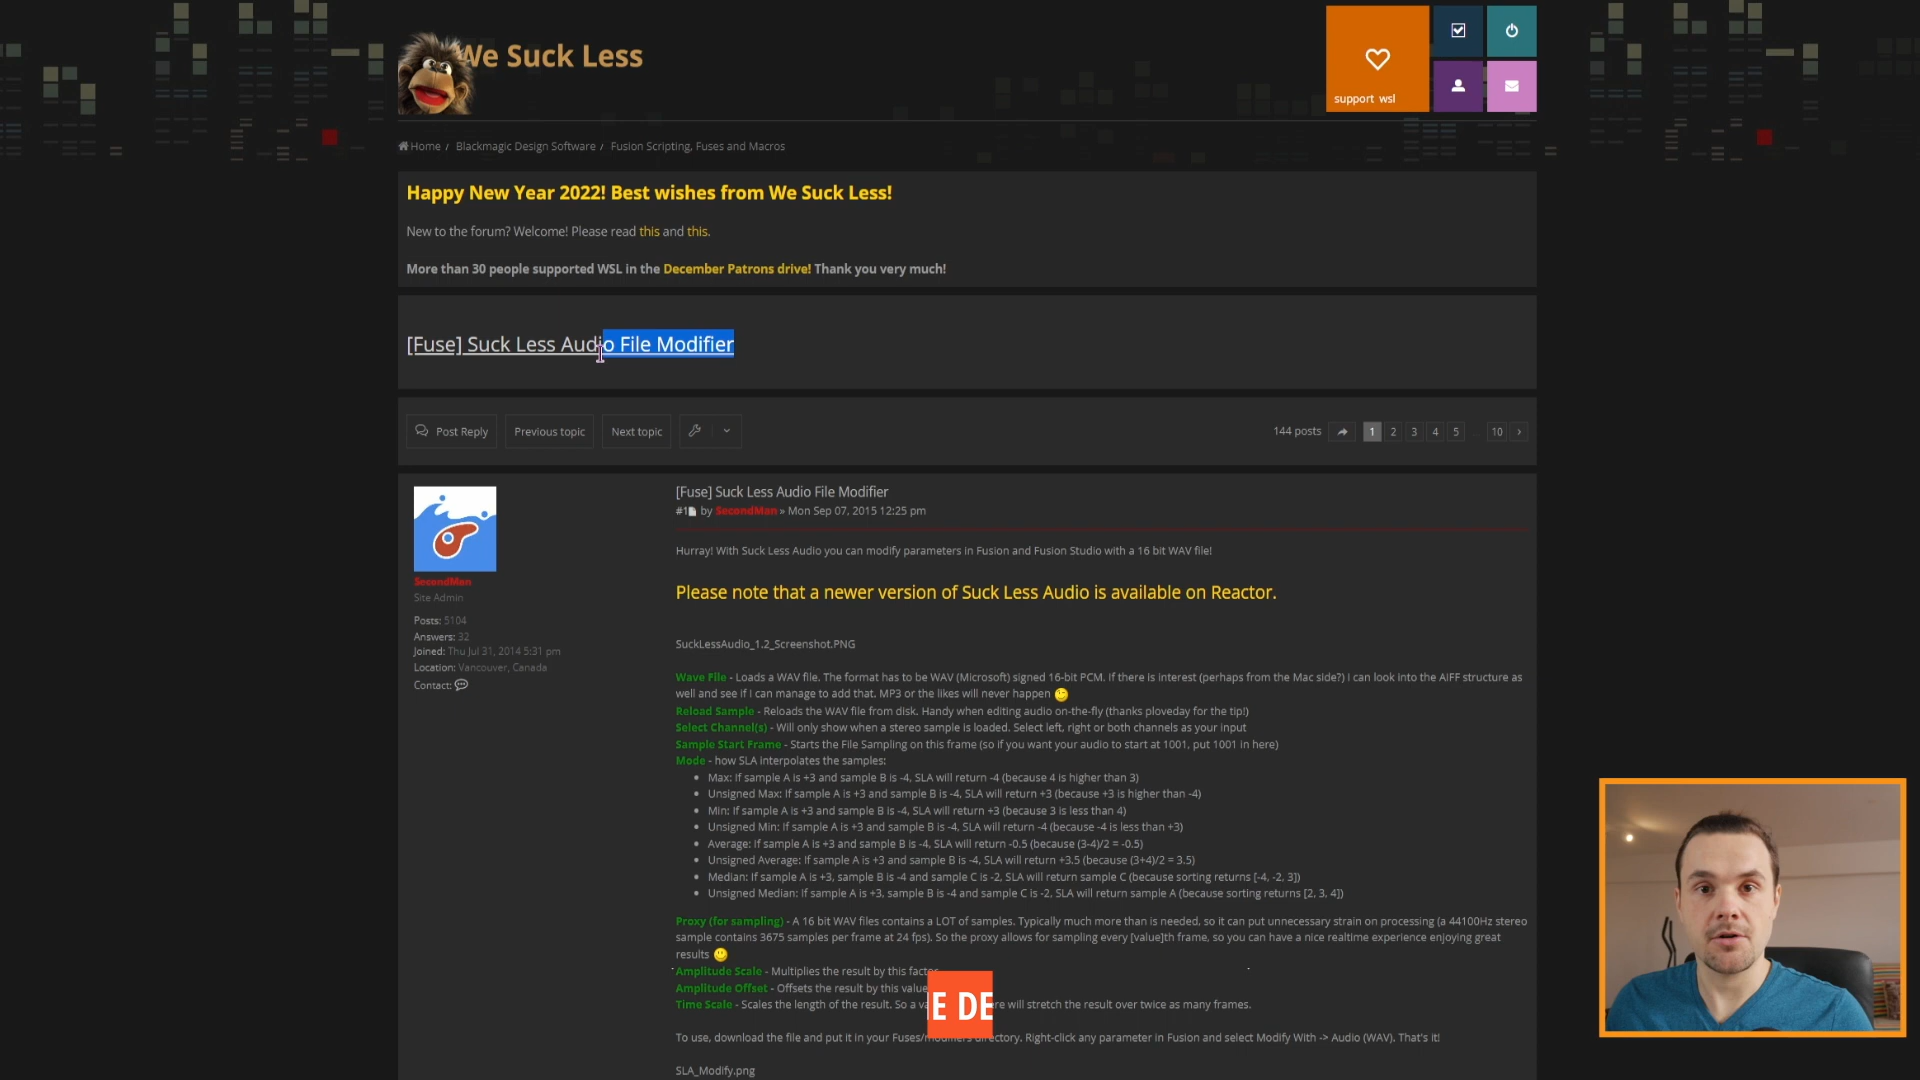 We Suck Less
support wsl
Home / Blackmagic Design Software / Fusion Scripting, Fuses and Macros
Happy New Year 2022! Best wishes from We Suck Less!
New to the forum? Welcome! Please read this and this.
More than 30 people supported WSL in the December Patrons drive! Thank you very much!
[Fuse] Suck Less Audio File Modifier
Post Reply
Previous topic
Next topic
144 posts 1 2 3 4 5 … 10
[Fuse] Suck Less Audio File Modifier
#1 by SecondMan » Mon Sep 07, 2015 12:25 pm
SecondMan
Site Admin
Posts: 5104
Answers: 32
Joined: Thu Jul 31, 2014 5:31 pm
Location: Vancouver, Canada
Contact:
Hurray! With Suck Less Audio you can modify parameters in Fusion and Fusion Studio with a 16 bit WAV file!
Please note that a newer version of Suck Less Audio is available on Reactor.
SuckLessAudio_1.2_Screenshot.PNG
Wave File - Loads a WAV file. The format has to be WAV (Microsoft) signed 16-bit PCM. If there is interest (perhaps from the Mac side?) I can look into the AIFF structure as
well and see if I can manage to add that. MP3 or the likes will never happen
Reload Sample - Reloads the WAV file from disk. Handy when editing audio on-the-fly (thanks ploveday for the tip!)
Select Channel(s) - Will only show when a stereo sample is loaded. Select left, right or both channels as your input
Sample Start Frame - Starts the File Sampling on this frame (so if you want your audio to start at 1001, put 1001 in here)
Mode - how SLA interpolates the samples:
• Max: If sample A is +3 and sample B is -4, SLA will return -4 (because 4 is higher than 3)
• Unsigned Max: If sample A is +3 and sample B is -4, SLA will return +3 (because +3 is higher than -4)
• Min: If sample A is +3 and sample B is -4, SLA will return +3 (because 3 is less than 4)
• Unsigned Min: If sample A is +3 and sample B is -4, SLA will return -4 (because -4 is less than +3)
• Average: If sample A is +3 and sample B is -4, SLA will return -0.5 (because (3-4)/2 = -0.5)
• Unsigned Average: If sample A is +3 and sample B is -4, SLA will return +3.5 (because (3+4)/2 = 3.5)
• Median: If sample A is +3, sample B is -4 and sample C is -2, SLA will return sample C (because sorting returns [-4, -2, 3])
• Unsigned Median: If sample A is +3, sample B is -4 and sample C is -2, SLA will return sample A (because sorting returns [2, 3, 4])
Proxy (for sampling) - A 16 bit WAV files contains a LOT of samples. Typically much more than is needed, so it can put unnecessary strain on processing (a 44100Hz stereo
sample contains 3675 samples per frame at 24 fps). So the proxy allows for sampling every [value]th frame, so you can have a nice realtime experience enjoying great
results
Amplitude Scale - Multiplies the result by this
Amplitude Offset - Offsets the result by this value
Time Scale - Scales the length of the result. So a will stretch the result over twice as many frames.
E DE
To use, download the file and put it in your Right-click any parameter in Fusion and select Modify With -> Audio (WAV). That's it!
SLA_Modify.png